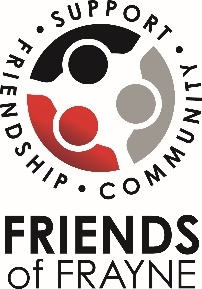 • SUPPORT •
COMMUNITY •
FRIENDSHIP
FRIENDS
of FRAYNE